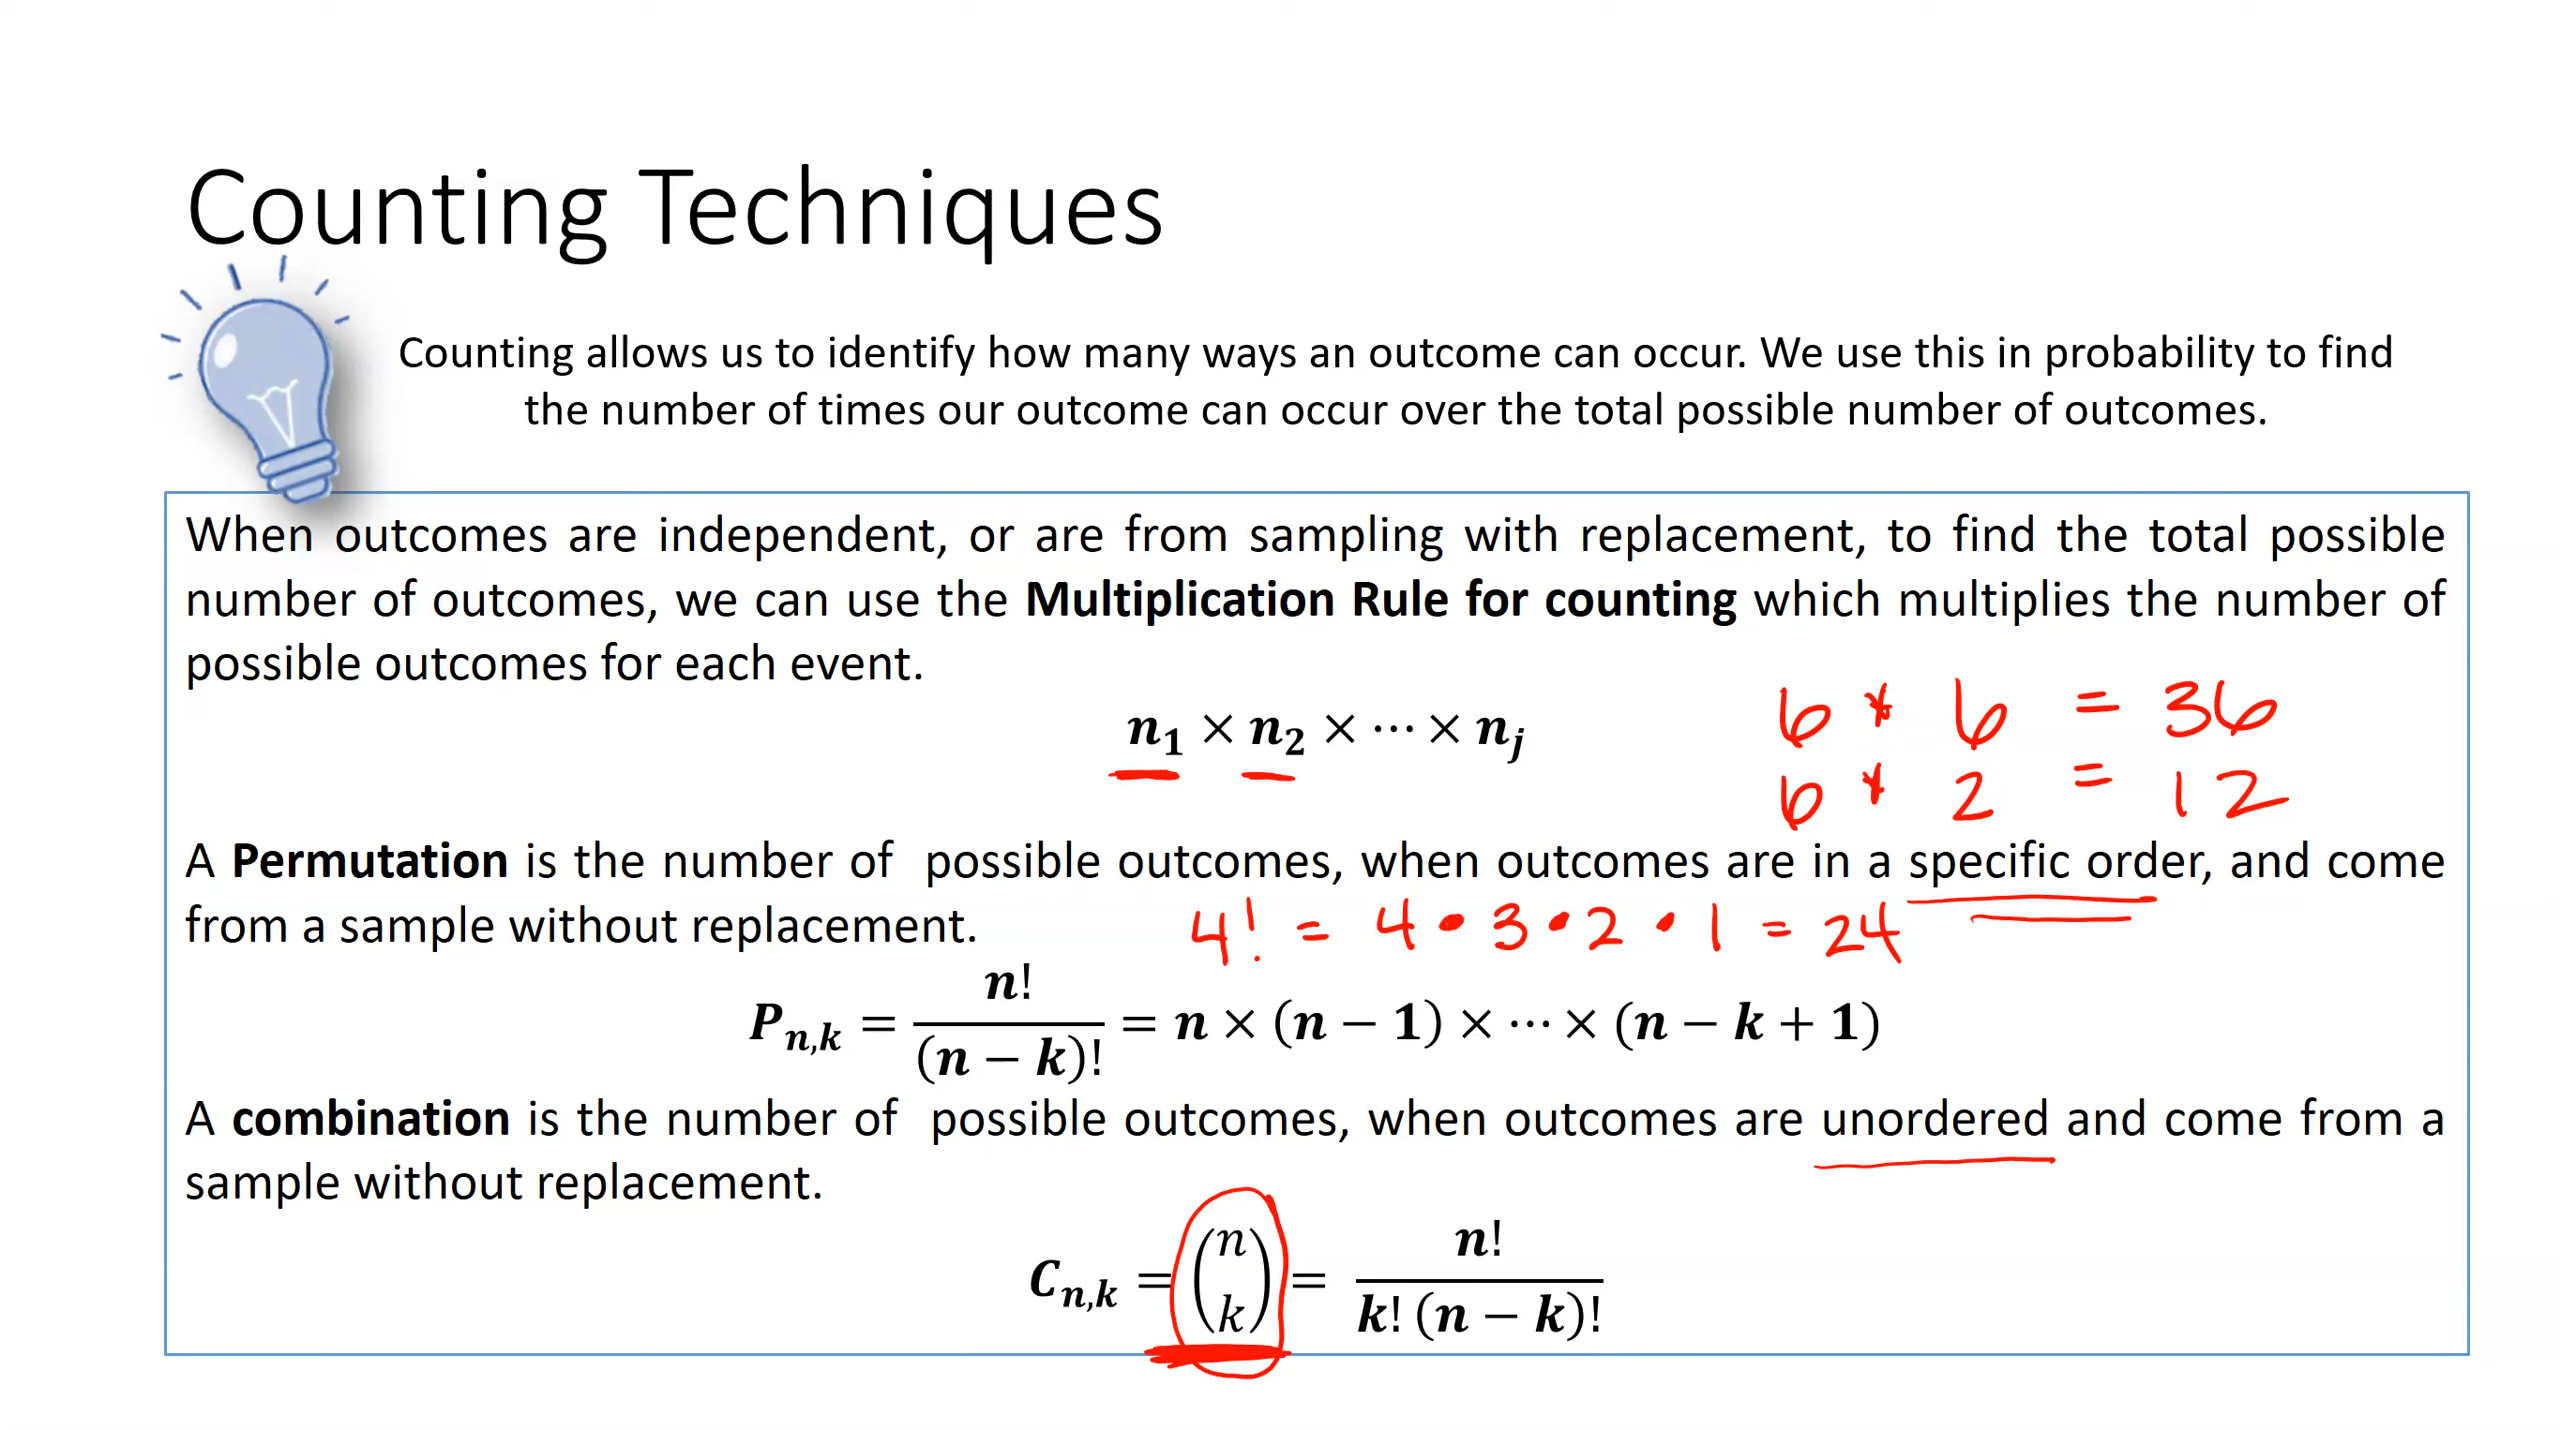 Counting Techniques
Counting allows us to identify how many ways an outcome can occur. We use this in probability to find
the number of times our outcome can occur over the total possible number of outcomes.
When outcomes are independent, or are from sampling with replacement, to find the total possible
number of outcomes, we can use the Multiplication Rule for counting which multiplies the number of
possible outcomes for each event.
n₁ × n₂ × ⋯ × nⱼ
6 * 6 = 36
6 * 2 = 12
A Permutation is the number of possible outcomes, when outcomes are in a specific order, and come
from a sample without replacement.
4! = 4 • 3 • 2 • 1 = 24
P_{n,k} = n! / (n − k)! = n × (n − 1) × ⋯ × (n − k + 1)
A combination is the number of possible outcomes, when outcomes are unordered and come from a
sample without replacement.
C_{n,k} = (n k) = n! / k! (n − k)!